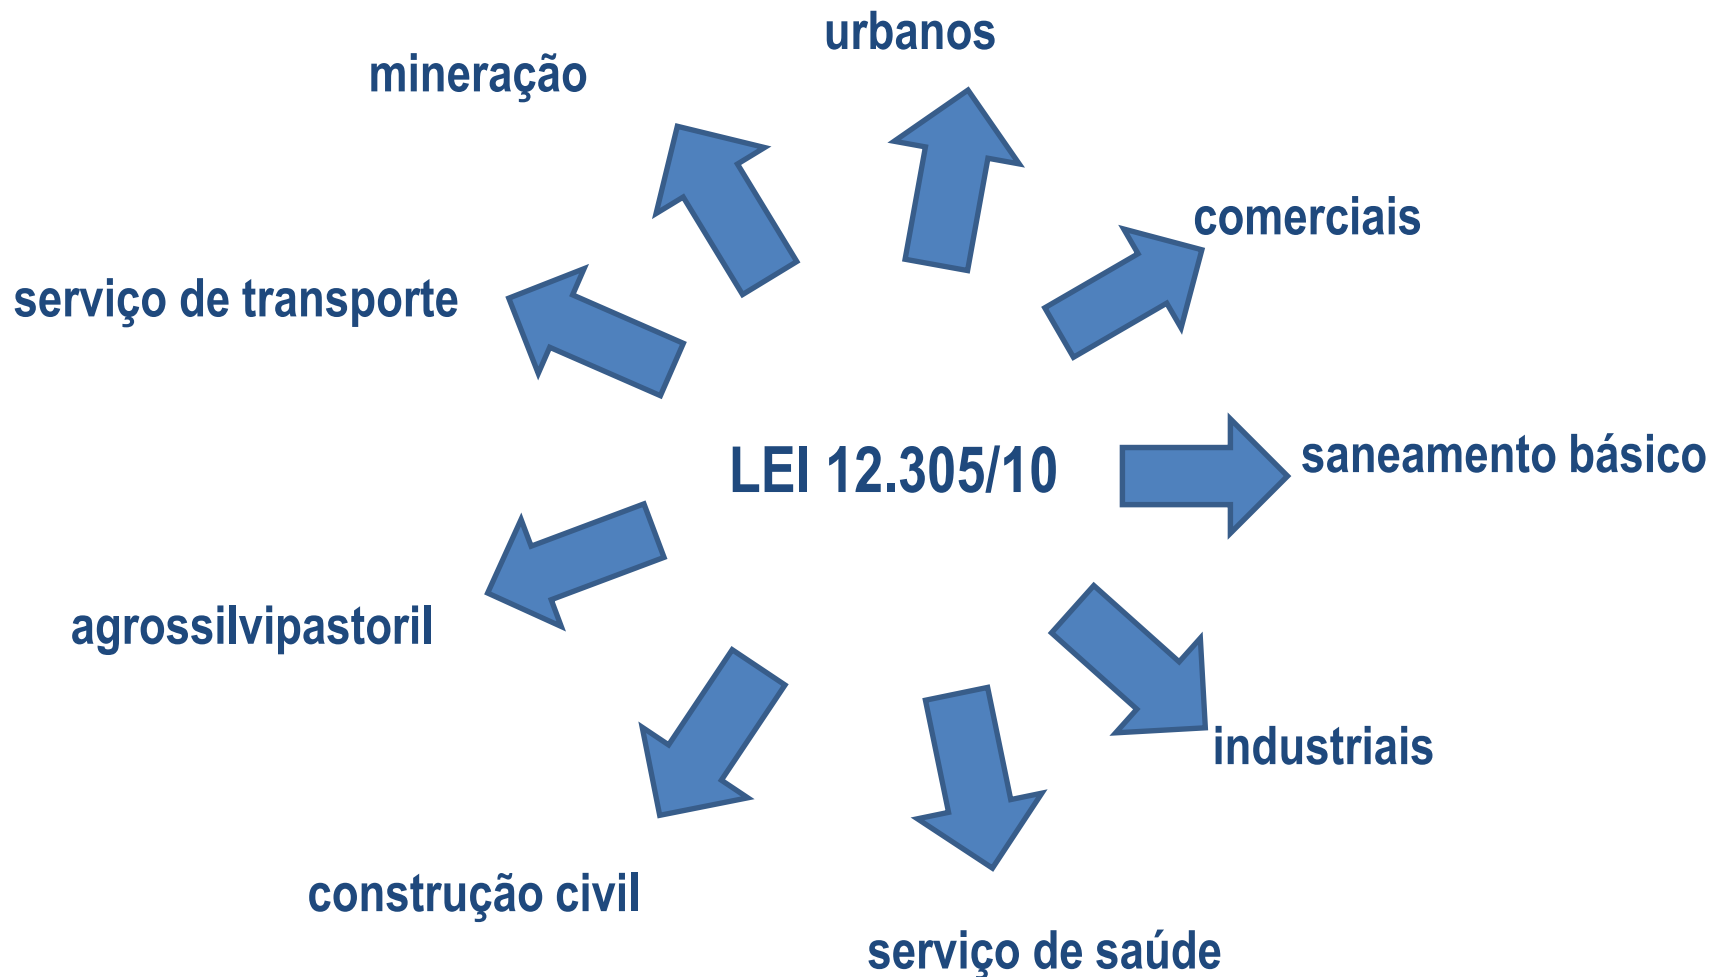 urbanos
mineração
comerciais
serviço de transporte
LEI 12.305/10
saneamento básico
agrossilvipastoril
industriais
construção civil
serviço de saúde